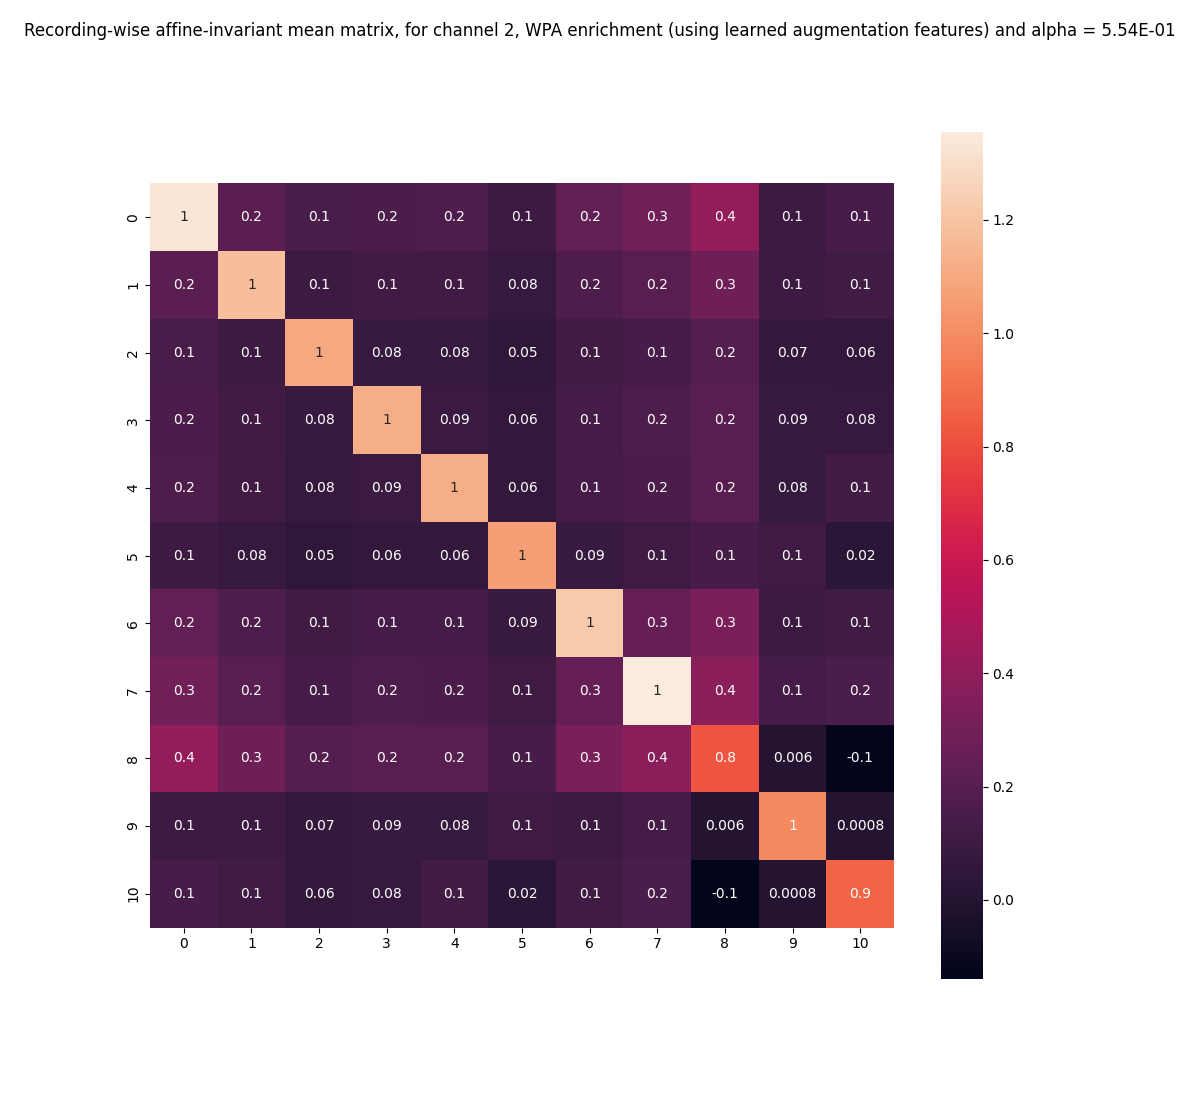 Recording-wise affine-invariant mean matrix, for channel 2, WPA enrichment (using learned augmentation features) and alpha = 5.54E-01
0 1 0.2 0.1 0.2 0.2 0.1 0.2 0.3 0.4 0.1 0.1
1 0.2 1 0.1 0.1 0.1 0.08 0.2 0.2 0.3 0.1 0.1
2 0.1 0.1 1 0.08 0.08 0.05 0.1 0.1 0.2 0.07 0.06
3 0.2 0.1 0.08 1 0.09 0.06 0.1 0.2 0.2 0.09 0.08
4 0.2 0.1 0.08 0.09 1 0.06 0.1 0.2 0.2 0.08 0.1
5 0.1 0.08 0.05 0.06 0.06 1 0.09 0.1 0.1 0.1 0.02
6 0.2 0.2 0.1 0.1 0.1 0.09 1 0.3 0.3 0.1 0.1
7 0.3 0.2 0.1 0.2 0.2 0.1 0.3 1 0.4 0.1 0.2
8 0.4 0.3 0.2 0.2 0.2 0.1 0.3 0.4 0.8 0.006 -0.1
9 0.1 0.1 0.07 0.09 0.08 0.1 0.1 0.1 0.006 1 0.0008
10 0.1 0.1 0.06 0.08 0.1 0.02 0.1 0.2 -0.1 0.0008 0.9
0 1 2 3 4 5 6 7 8 9 10
1.2
1.0
0.8
0.6
0.4
0.2
0.0